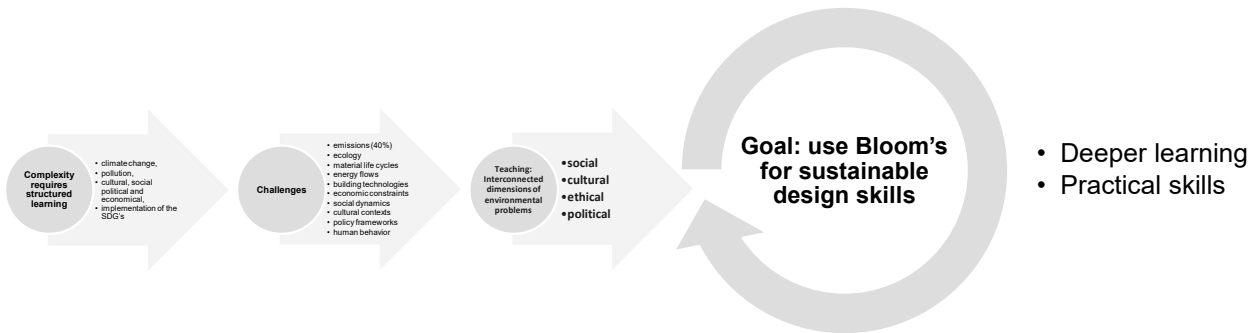 Complexity
requires
structured
learning
• climate change,
• pollution,
• cultural, social
political and
economical,
• implementation of the
SDG's
Challenges
• emissions (40%)
• ecology
• material life cycles
• energy flows
• building technologies
• economic constraints
• social dynamics
• cultural contexts
• policy frameworks
• human behavior
Teaching:
Interconnected
dimensions of
environmental
problems
•social
•cultural
•ethical
•political
Goal: use Bloom's
for sustainable
design skills
• Deeper learning
• Practical skills